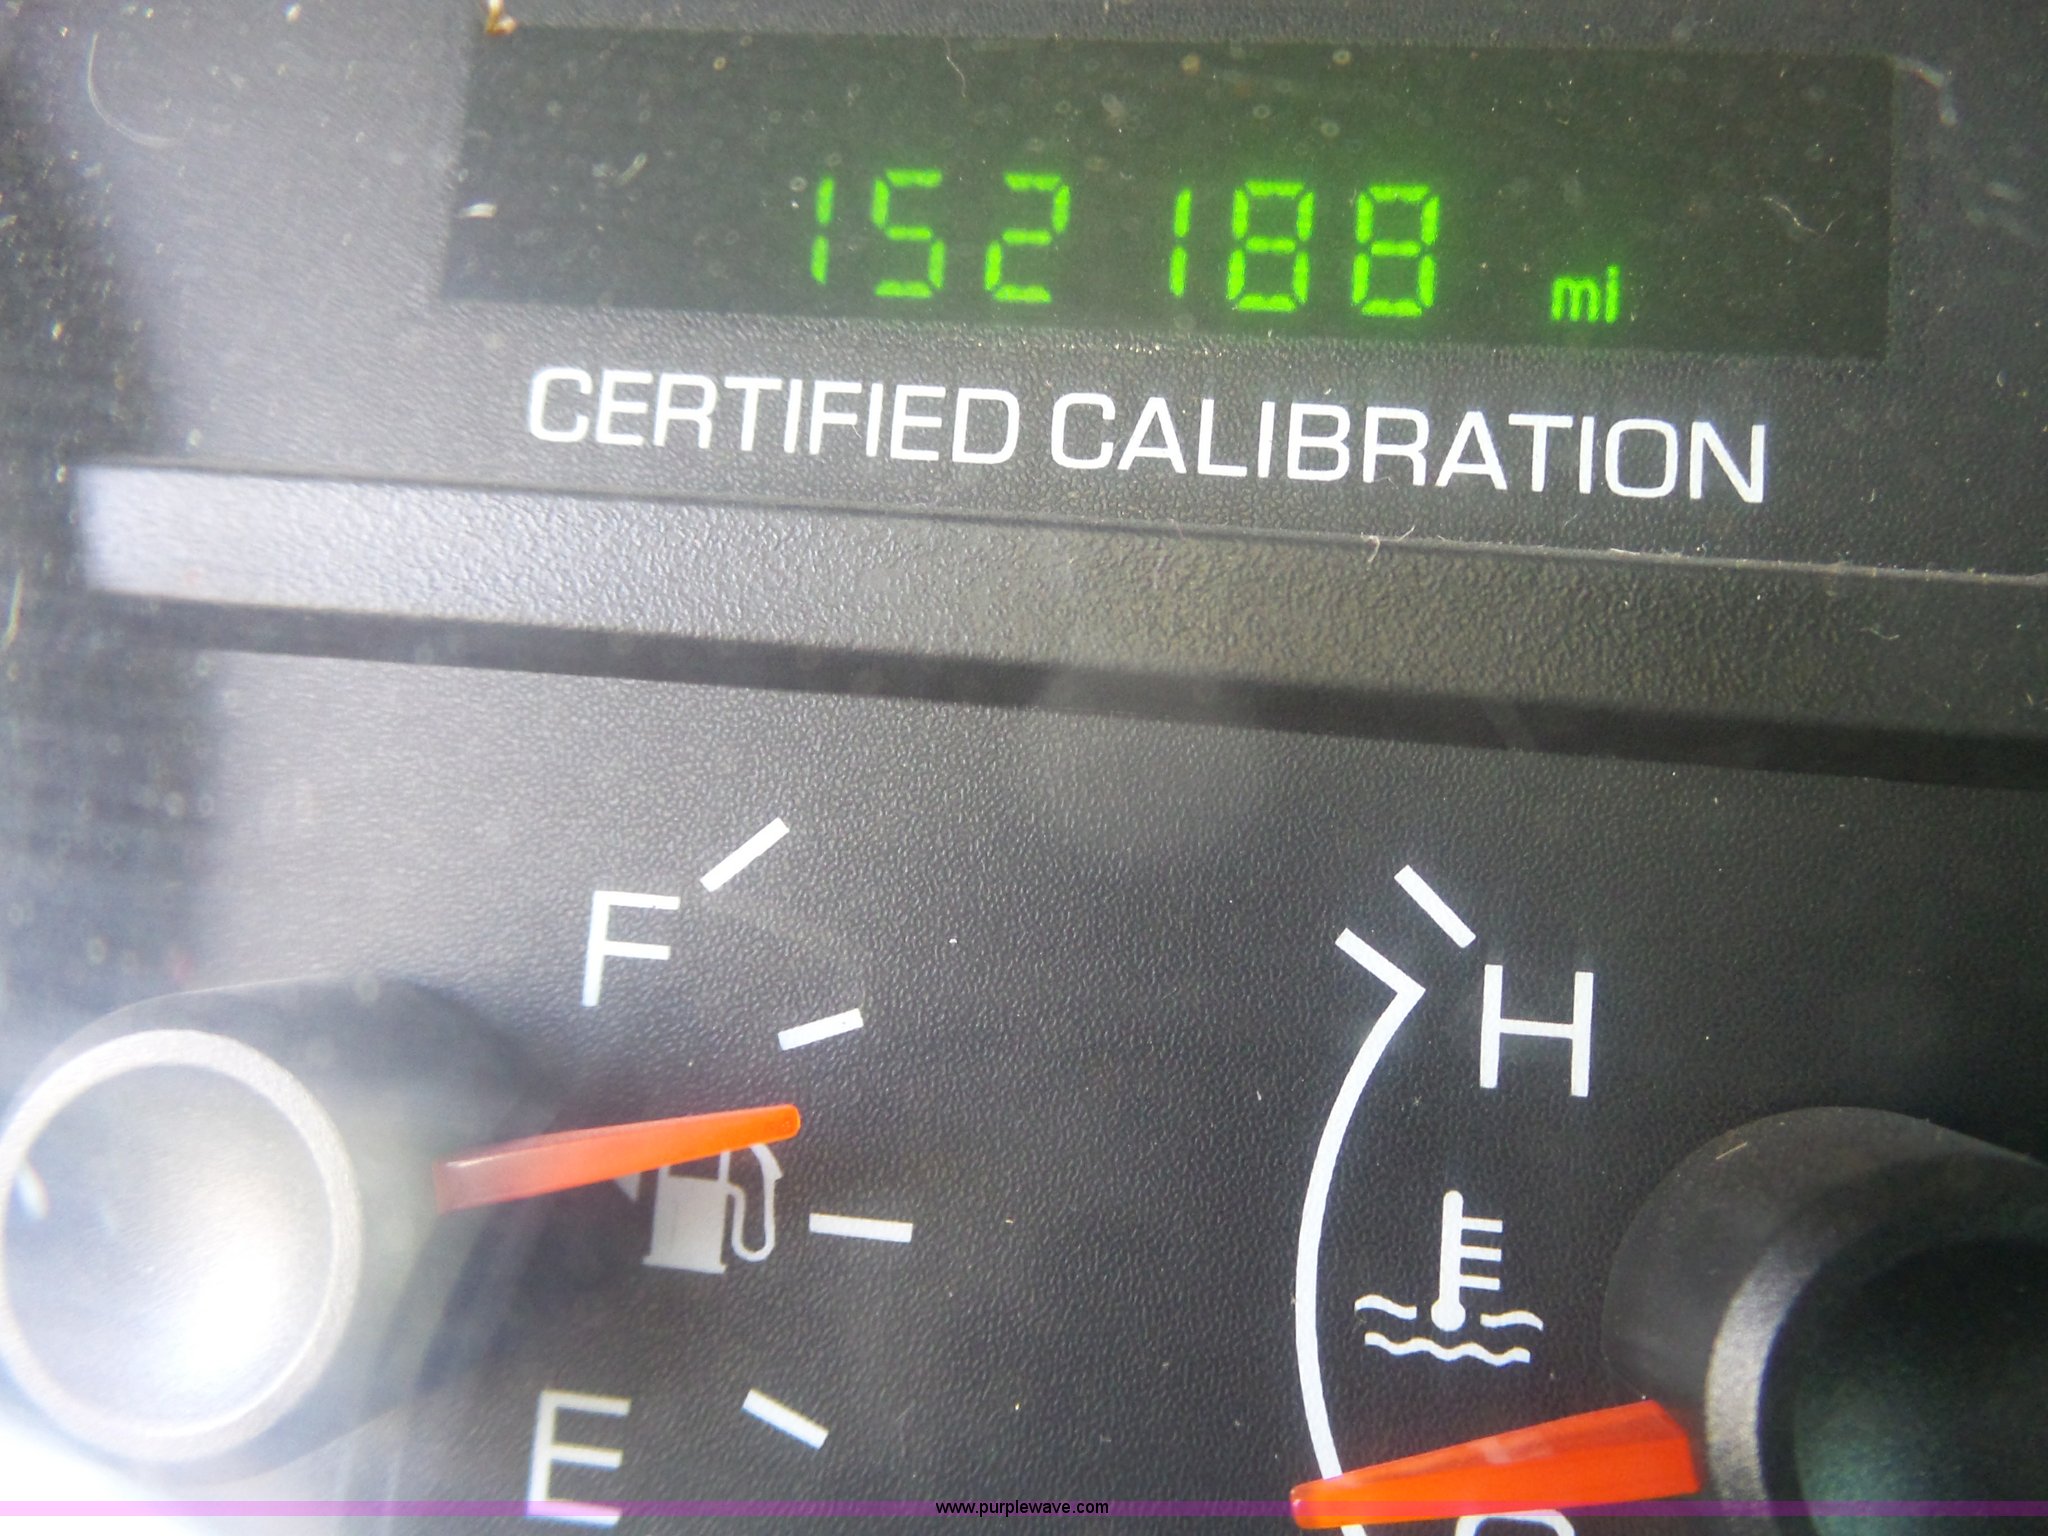 152188 mi
CERTIFIED CALIBRATION
F
H
E
www.purplewave.com